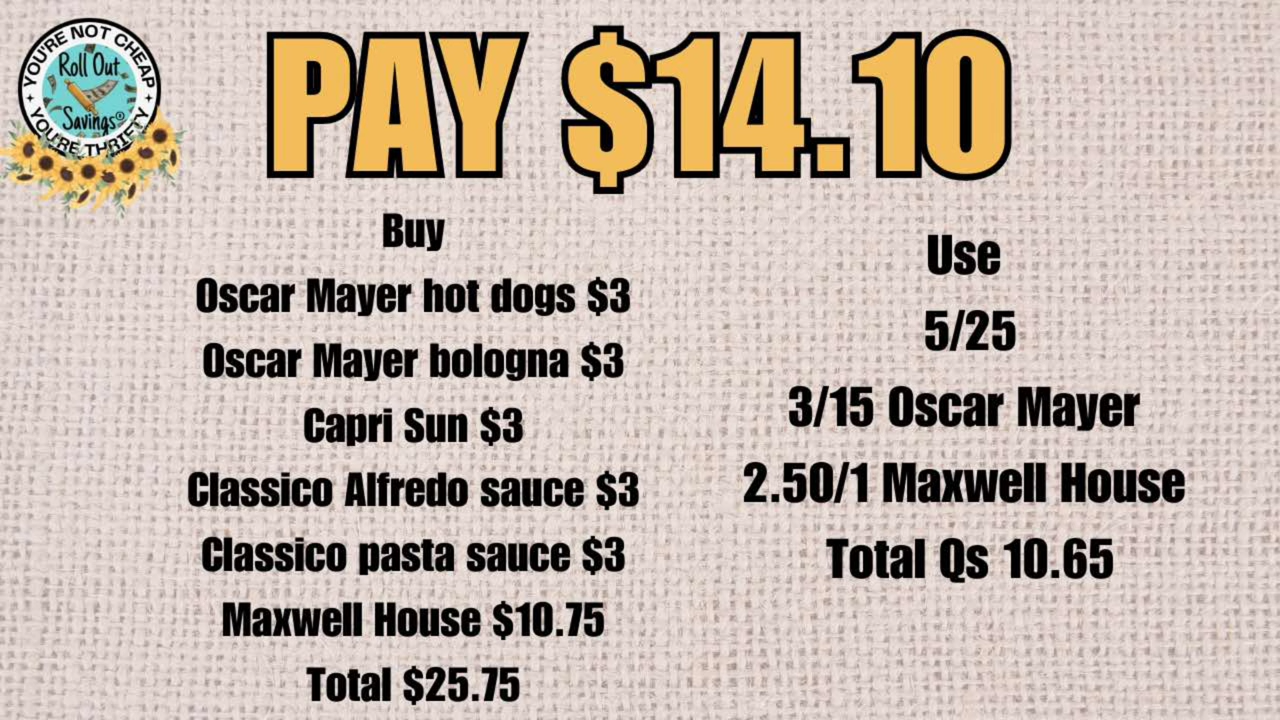 YOU'RE NOT CHEAP
Roll Out
Savings®
YOU'RE THRIFTY
PAY $14.10
Buy
Oscar Mayer hot dogs $3
Oscar Mayer bologna $3
Capri Sun $3
Classico Alfredo sauce $3
Classico pasta sauce $3
Maxwell House $10.75
Total $25.75
Use
5/25
3/15 Oscar Mayer
2.50/1 Maxwell House
Total Qs 10.65